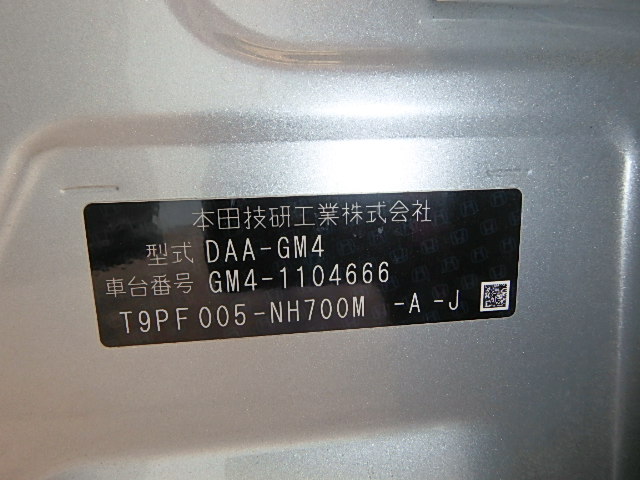 本田技研工業株式会社
型式 DAA-GM4
車台番号 GM4-1104666
T9PF005-NH700M -A-J